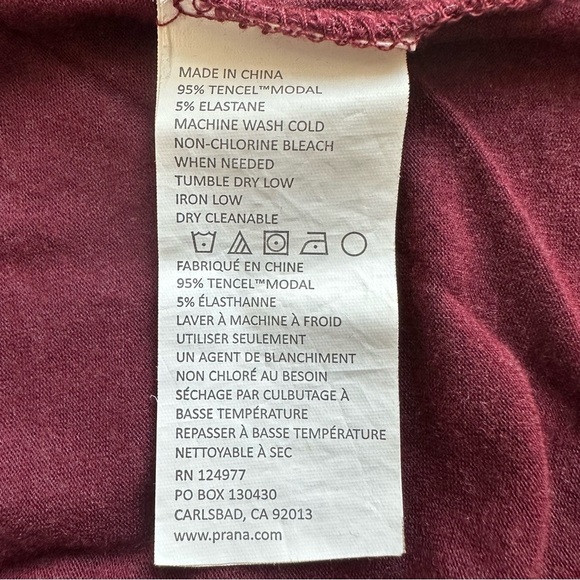 MADE IN CHINA
95% TENCEL™MODAL
5% ELASTANE
MACHINE WASH COLD
NON-CHLORINE BLEACH
WHEN NEEDED
TUMBLE DRY LOW
IRON LOW
DRY CLEANABLE
FABRIQUÉ EN CHINE
95% TENCEL™MODAL
5% ÉLASTHANNE
LAVER À MACHINE À FROID
UTILISER SEULEMENT
UN AGENT DE BLANCHIMENT
NON CHLORÉ AU BESOIN
SÉCHAGE PAR CULBUTAGE À
BASSE TEMPÉRATURE
REPASSER À BASSE TEMPÉRATURE
NETTOYABLE À SEC
RN 124977
PO BOX 130430
CARLSBAD, CA 92013
www.prana.com